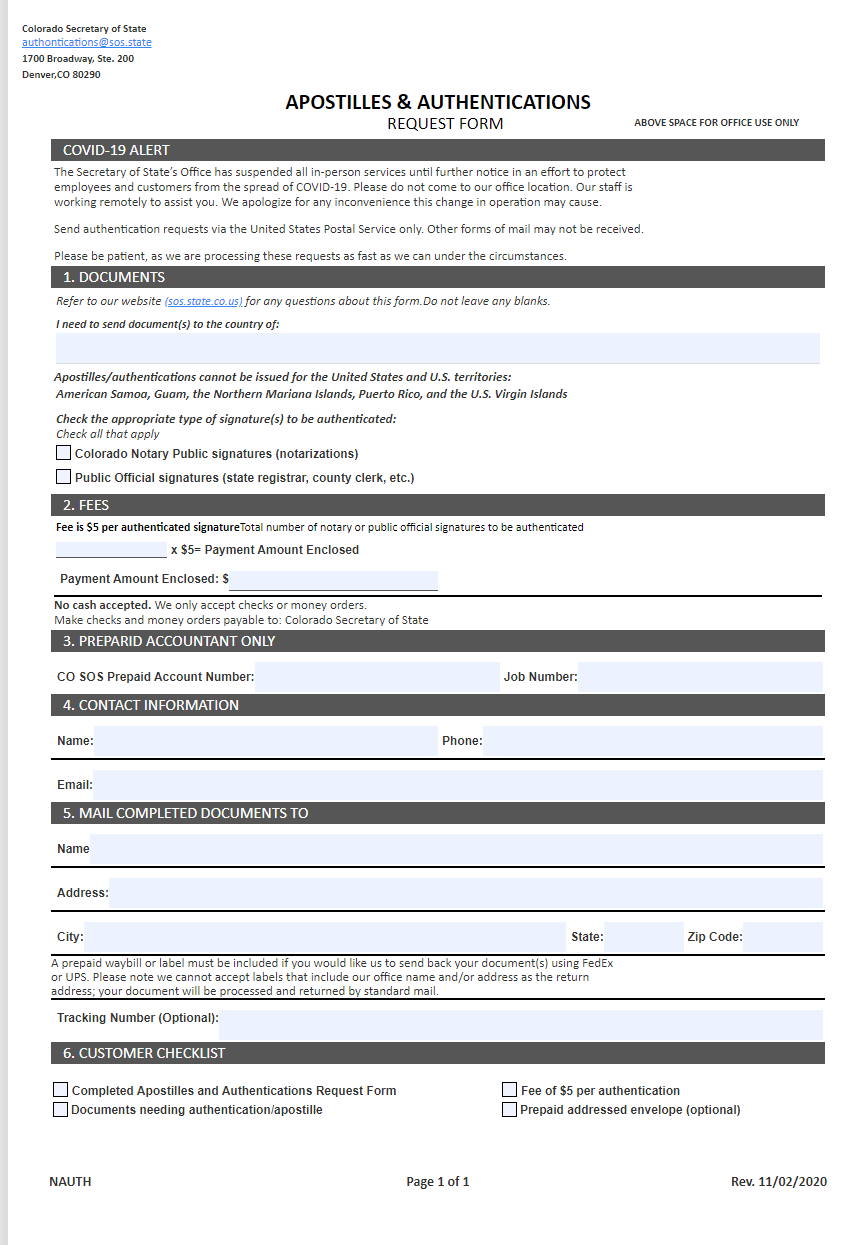 Colorado Secretary of State
authontications@sos.state
1700 Broadway, Ste. 200
Denver,CO 80290
APOSTILLES & AUTHENTICATIONS
REQUEST FORM
ABOVE SPACE FOR OFFICE USE ONLY
COVID-19 ALERT
The Secretary of State's Office has suspended all in-person services until further notice in an effort to protect
employees and customers from the spread of COVID-19. Please do not come to our office location. Our staff is
working remotely to assist you. We apologize for any inconvenience this change in operation may cause.
Send authentication requests via the United States Postal Service only. Other forms of mail may not be received.
Please be patient, as we are processing these requests as fast as we can under the circumstances.
1. DOCUMENTS
Refer to our website (sos.state.co.us) for any questions about this form.Do not leave any blanks.
I need to send document(s) to the country of:
Apostilles/authentications cannot be issued for the United States and U.S. territories:
American Samoa, Guam, the Northern Mariana Islands, Puerto Rico, and the U.S. Virgin Islands
Check the appropriate type of signature(s) to be authenticated:
Check all that apply
Colorado Notary Public signatures (notarizations)
Public Official signatures (state registrar, county clerk, etc.)
2. FEES
Fee is $5 per authenticated signatureTotal number of notary or public official signatures to be authenticated
x $5= Payment Amount Enclosed
Payment Amount Enclosed: $
No cash accepted. We only accept checks or money orders.
Make checks and money orders payable to: Colorado Secretary of State
3. PREPARID ACCOUNTANT ONLY
CO SOS Prepaid Account Number: Job Number:
4. CONTACT INFORMATION
Name: Phone:
Email:
5. MAIL COMPLETED DOCUMENTS TO
Name
Address:
City: State: Zip Code:
A prepaid waybill or label must be included if you would like us to send back your document(s) using FedEx
or UPS. Please note we cannot accept labels that include our office name and/or address as the return
address; your document will be processed and returned by standard mail.
Tracking Number (Optional):
6. CUSTOMER CHECKLIST
Completed Apostilles and Authentications Request Form Fee of $5 per authentication
Documents needing authentication/apostille Prepaid addressed envelope (optional)
NAUTH Page 1 of 1 Rev. 11/02/2020